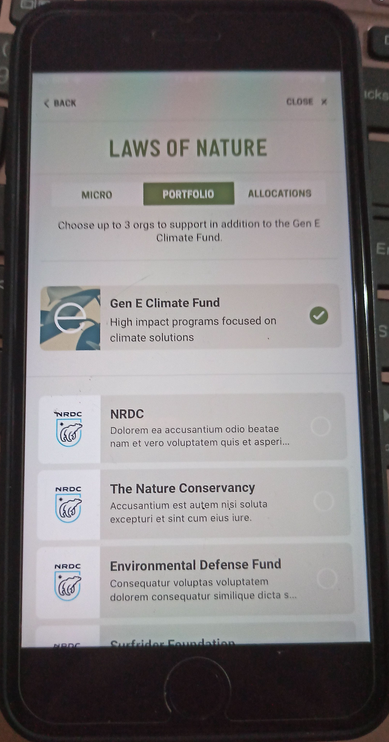 BACK
CLOSE ×
LAWS OF NATURE
MICRO
PORTFOLIO
ALLOCATIONS
Choose up to 3 orgs to support in addition to the Gen E
Climate Fund.
Gen E Climate Fund
High impact programs focused on
climate solutions
NRDC
NRDC
Dolorem ea accusantium odio beatae
nam et vero voluptatem quis et asperi...
NRDC
The Nature Conservancy
Accusantium est autem nisi soluta
excepturi et sint cum eius iure.
NRDC
Environmental Defense Fund
Consequatur voluptas voluptatem
dolorem consequatur similique dicta s...
NRDC
Surfrider Foundation